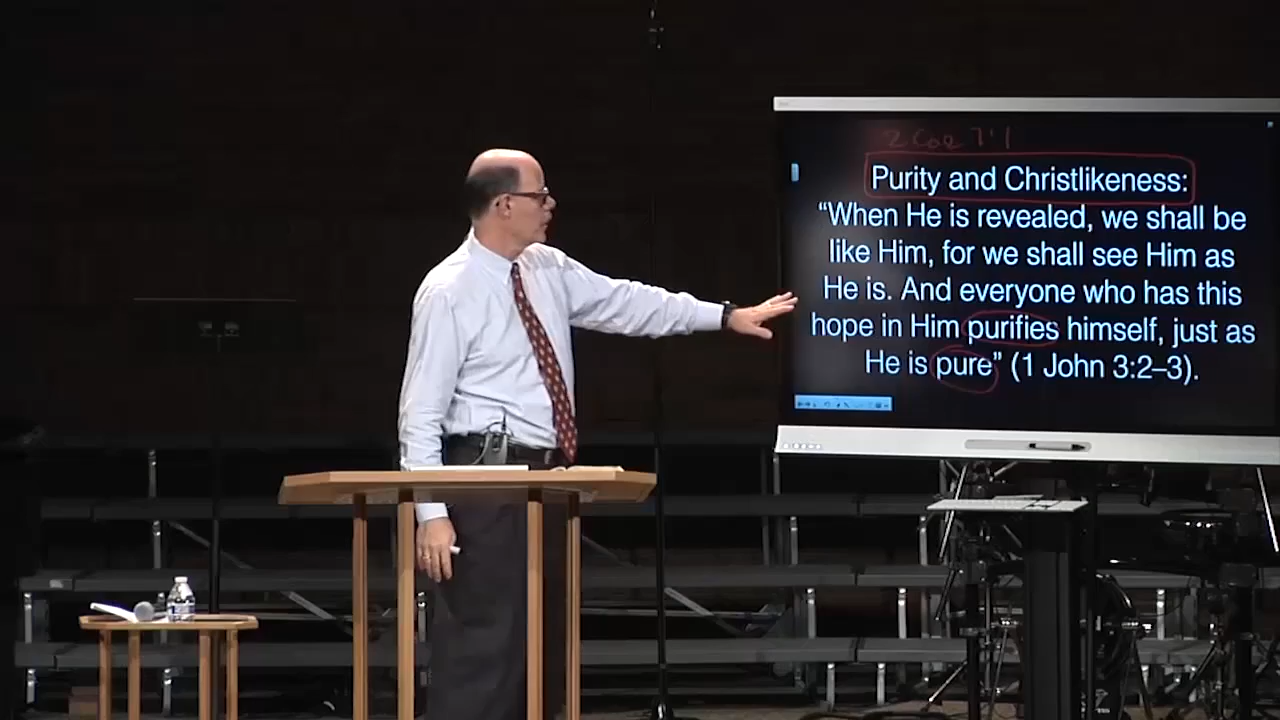 2 Cor 7:1
Purity and Christlikeness:
“When He is revealed, we shall be
like Him, for we shall see Him as
He is. And everyone who has this
hope in Him purifies himself, just as
He is pure” (1 John 3:2–3).